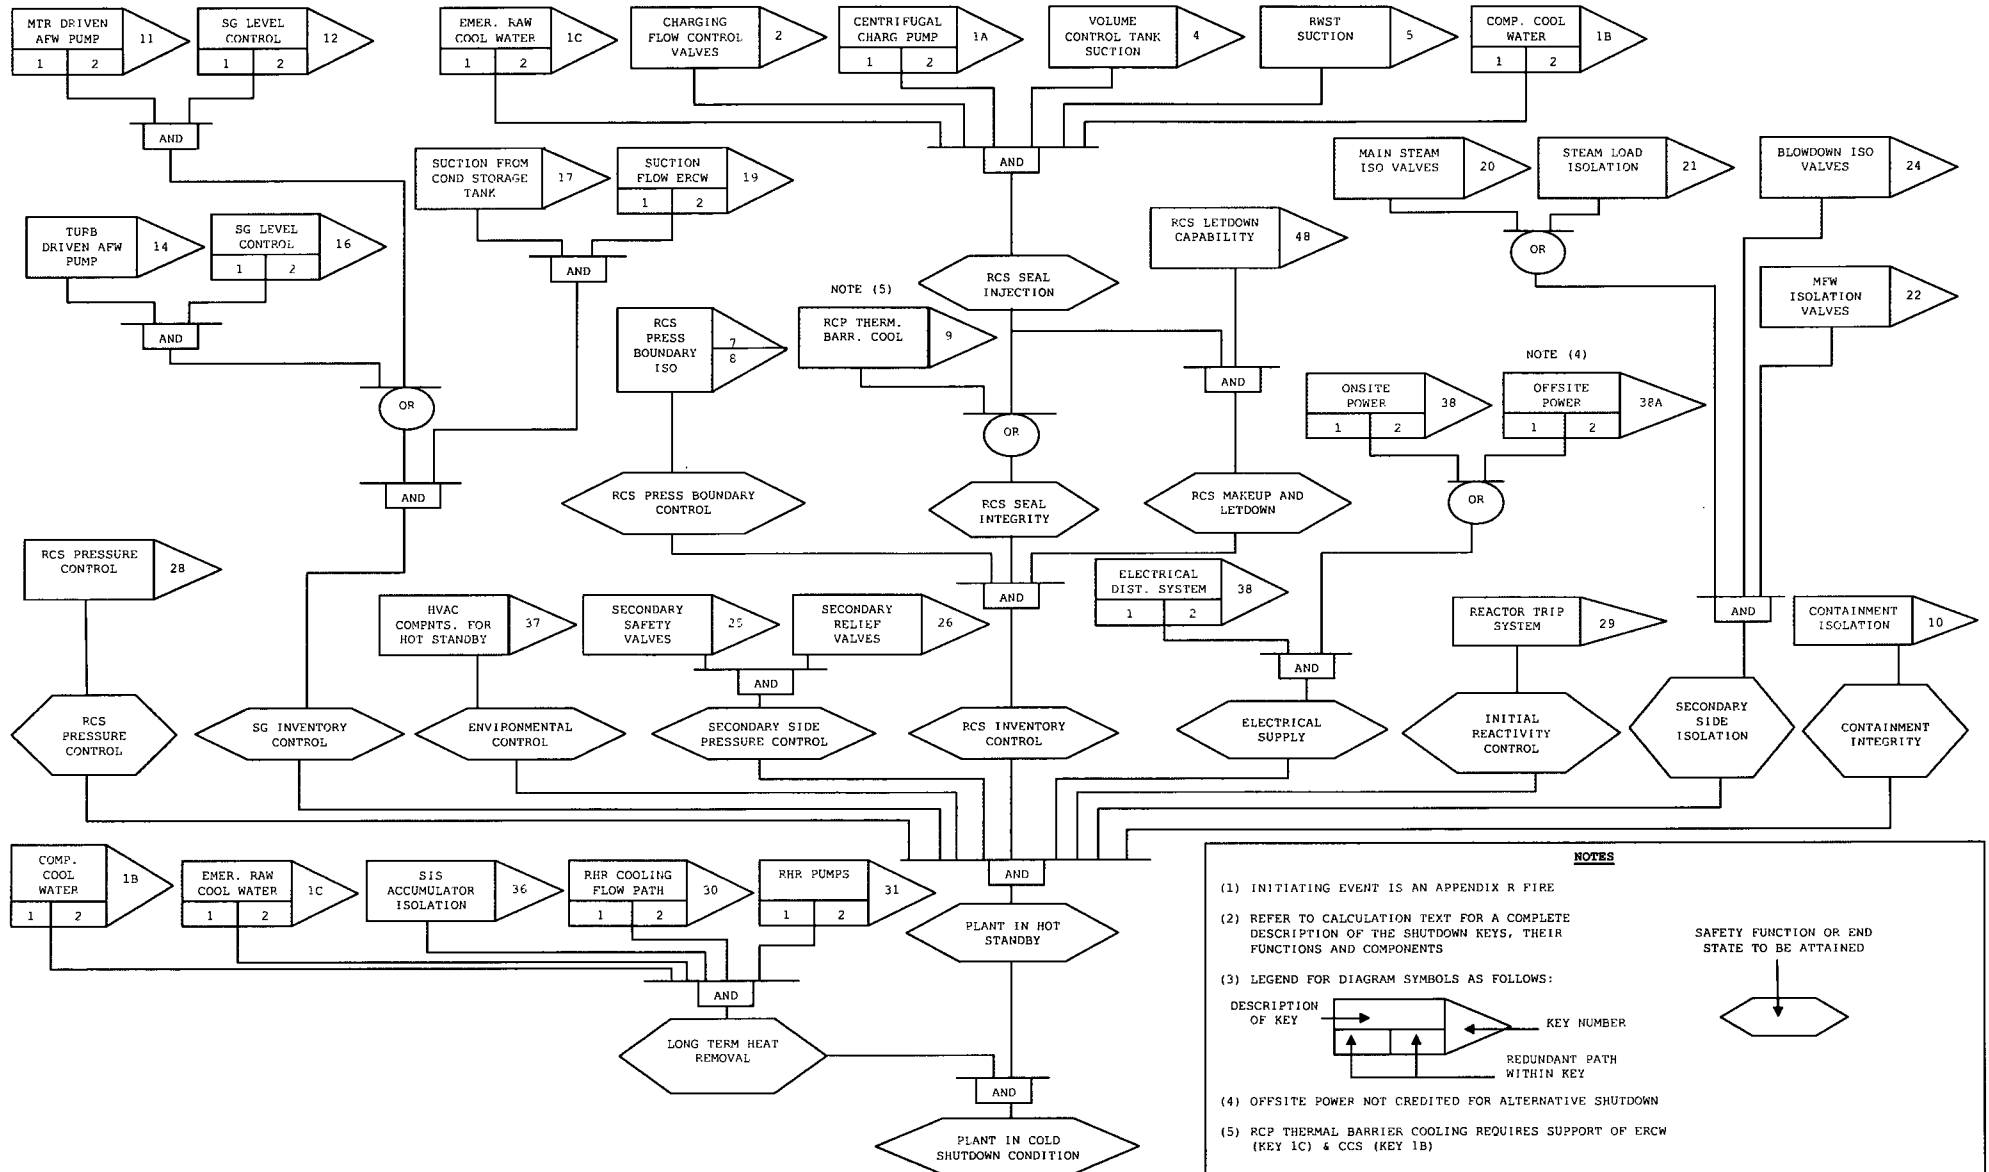 MTR DRIVEN
AFW PUMP
11
1 2
SG LEVEL
CONTROL
12
1 2
EMER. RAW
COOL WATER
1C
1 2
CHARGING
FLOW CONTROL
VALVES
2
CENTRIFUGAL
CHARG PUMP
1A
1 2
VOLUME
CONTROL TANK
SUCTION
4
RWST
SUCTION
5
COMP. COOL
WATER
1B
1 2
AND
AND
SUCTION FROM
COND STORAGE
TANK
17
SUCTION
FLOW ERCW
19
1 2
MAIN STEAM
ISO VALVES
20
STEAM LOAD
ISOLATION
21
BLOWDOWN ISO
VALVES
24
TURB
DRIVEN AFW
PUMP
14
SG LEVEL
CONTROL
16
1 2
AND
RCS LETDOWN
CAPABILITY
48
OR
AND
RCS SEAL
INJECTION
MFW
ISOLATION
VALVES
22
RCS
PRESS
BOUNDARY
ISO
7
8
NOTE (5)
RCP THERM.
BARR. COOL
9
AND
NOTE (4)
ONSITE
POWER
38
1 2
OFFSITE
POWER
38A
1 2
OR
OR
OR
AND
RCS PRESS BOUNDARY
CONTROL
RCS SEAL
INTEGRITY
RCS MAKEUP AND
LETDOWN
RCS PRESSURE
CONTROL
28
AND
ELECTRICAL
DIST. SYSTEM
38
1 2
HVAC
COMPNTS. FOR
HOT STANDBY
37
SECONDARY
SAFETY
VALVES
25
SECONDARY
RELIEF
VALVES
26
REACTOR TRIP
SYSTEM
29
AND
CONTAINMENT
ISOLATION
10
AND
AND
RCS
PRESSURE
CONTROL
SG INVENTORY
CONTROL
ENVIRONMENTAL
CONTROL
SECONDARY SIDE
PRESSURE CONTROL
RCS INVENTORY
CONTROL
ELECTRICAL
SUPPLY
INITIAL
REACTIVITY
CONTROL
SECONDARY
SIDE
ISOLATION
CONTAINMENT
INTEGRITY
COMP.
COOL
WATER
1B
1 2
EMER. RAW
COOL WATER
1C
1 2
SIS
ACCUMULATOR
ISOLATION
36
RHR COOLING
FLOW PATH
30
1 2
RHR PUMPS
31
1 2
AND
PLANT IN HOT
STANDBY
AND
LONG TERM HEAT
REMOVAL
AND
PLANT IN COLD
SHUTDOWN CONDITION
NOTES
(1) INITIATING EVENT IS AN APPENDIX R FIRE
(2) REFER TO CALCULATION TEXT FOR A COMPLETE
DESCRIPTION OF THE SHUTDOWN KEYS, THEIR
FUNCTIONS AND COMPONENTS
(3) LEGEND FOR DIAGRAM SYMBOLS AS FOLLOWS:
DESCRIPTION
OF KEY
KEY NUMBER
REDUNDANT PATH
WITHIN KEY
SAFETY FUNCTION OR END
STATE TO BE ATTAINED
(4) OFFSITE POWER NOT CREDITED FOR ALTERNATIVE SHUTDOWN
(5) RCP THERMAL BARRIER COOLING REQUIRES SUPPORT OF ERCW
(KEY 1C) & CCS (KEY 1B)